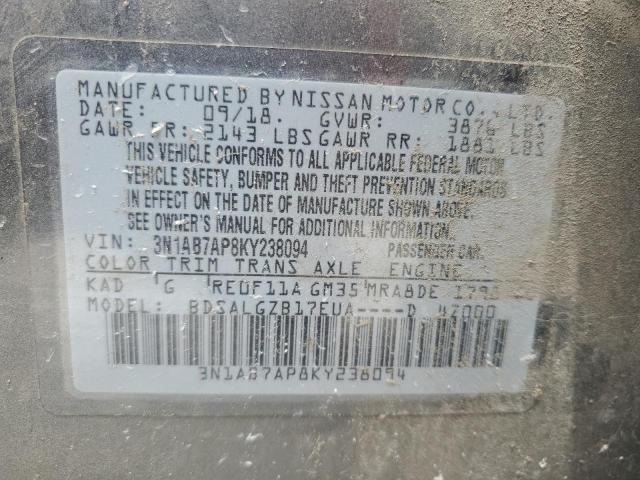 MANUFACTURED BY NISSAN MOTOR CO., LTD.
DATE: 09/18. GVWR: 3876 LBS
GAWR FR: 2143 LBS GAWR RR: 1881 LBS
THIS VEHICLE CONFORMS TO ALL APPLICABLE FEDERAL MOTOR
VEHICLE SAFETY, BUMPER AND THEFT PREVENTION STANDARDS
IN EFFECT ON THE DATE OF MANUFACTURE SHOWN ABOVE.
SEE OWNER'S MANUAL FOR ADDITIONAL INFORMATION.
VIN: 3N1AB7AP8KY238094 PASSENGER CAR.
COLOR TRIM TRANS AXLE ENGINE
KAD G RE0F11A GM35 MRA8DE
MODEL: BDSALGZB17EUA----D 4Z000
3N1AB7AP8KY238094